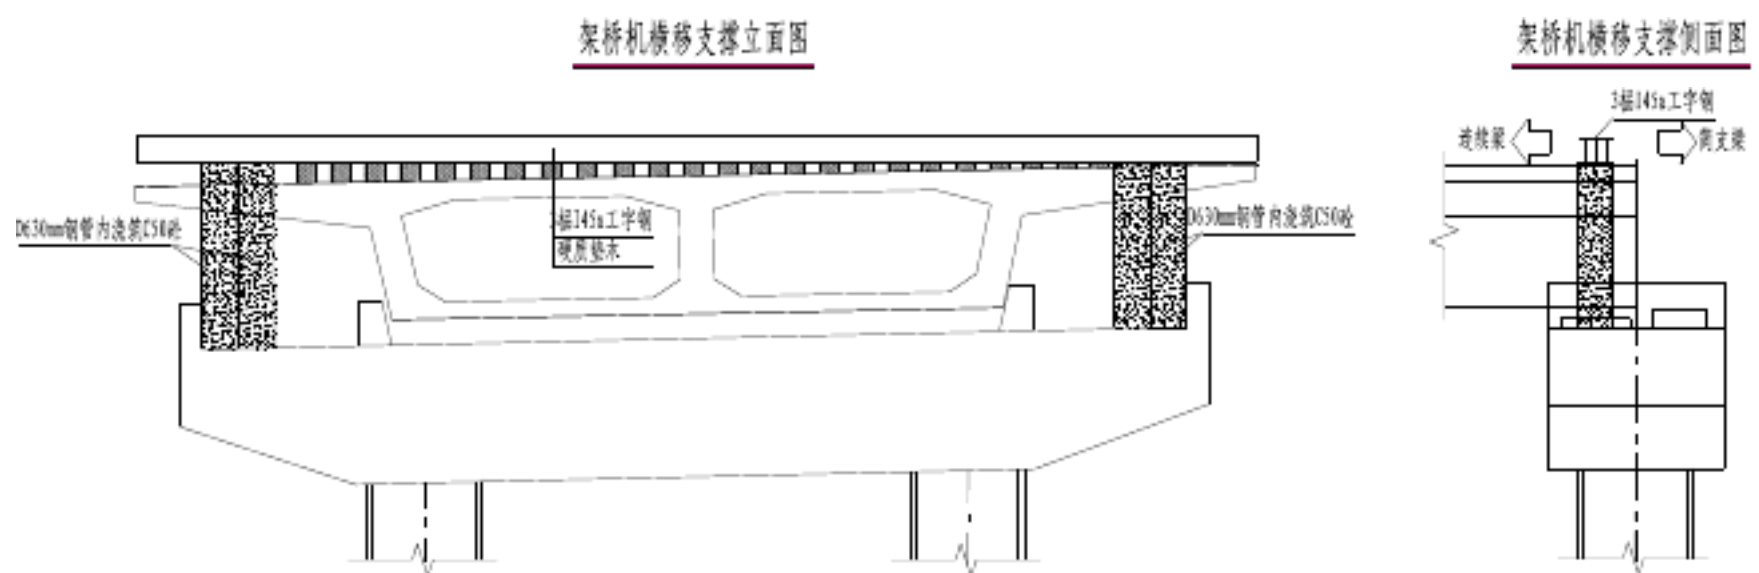 架桥机横移支撑立面图
架桥机横移支撑侧面图
3榀I45a工字钢
连续梁
简支梁
D630mm钢管内浇筑C50砼
3榀I45a工字钢
硬质垫木
D630mm钢管内浇筑C50砼